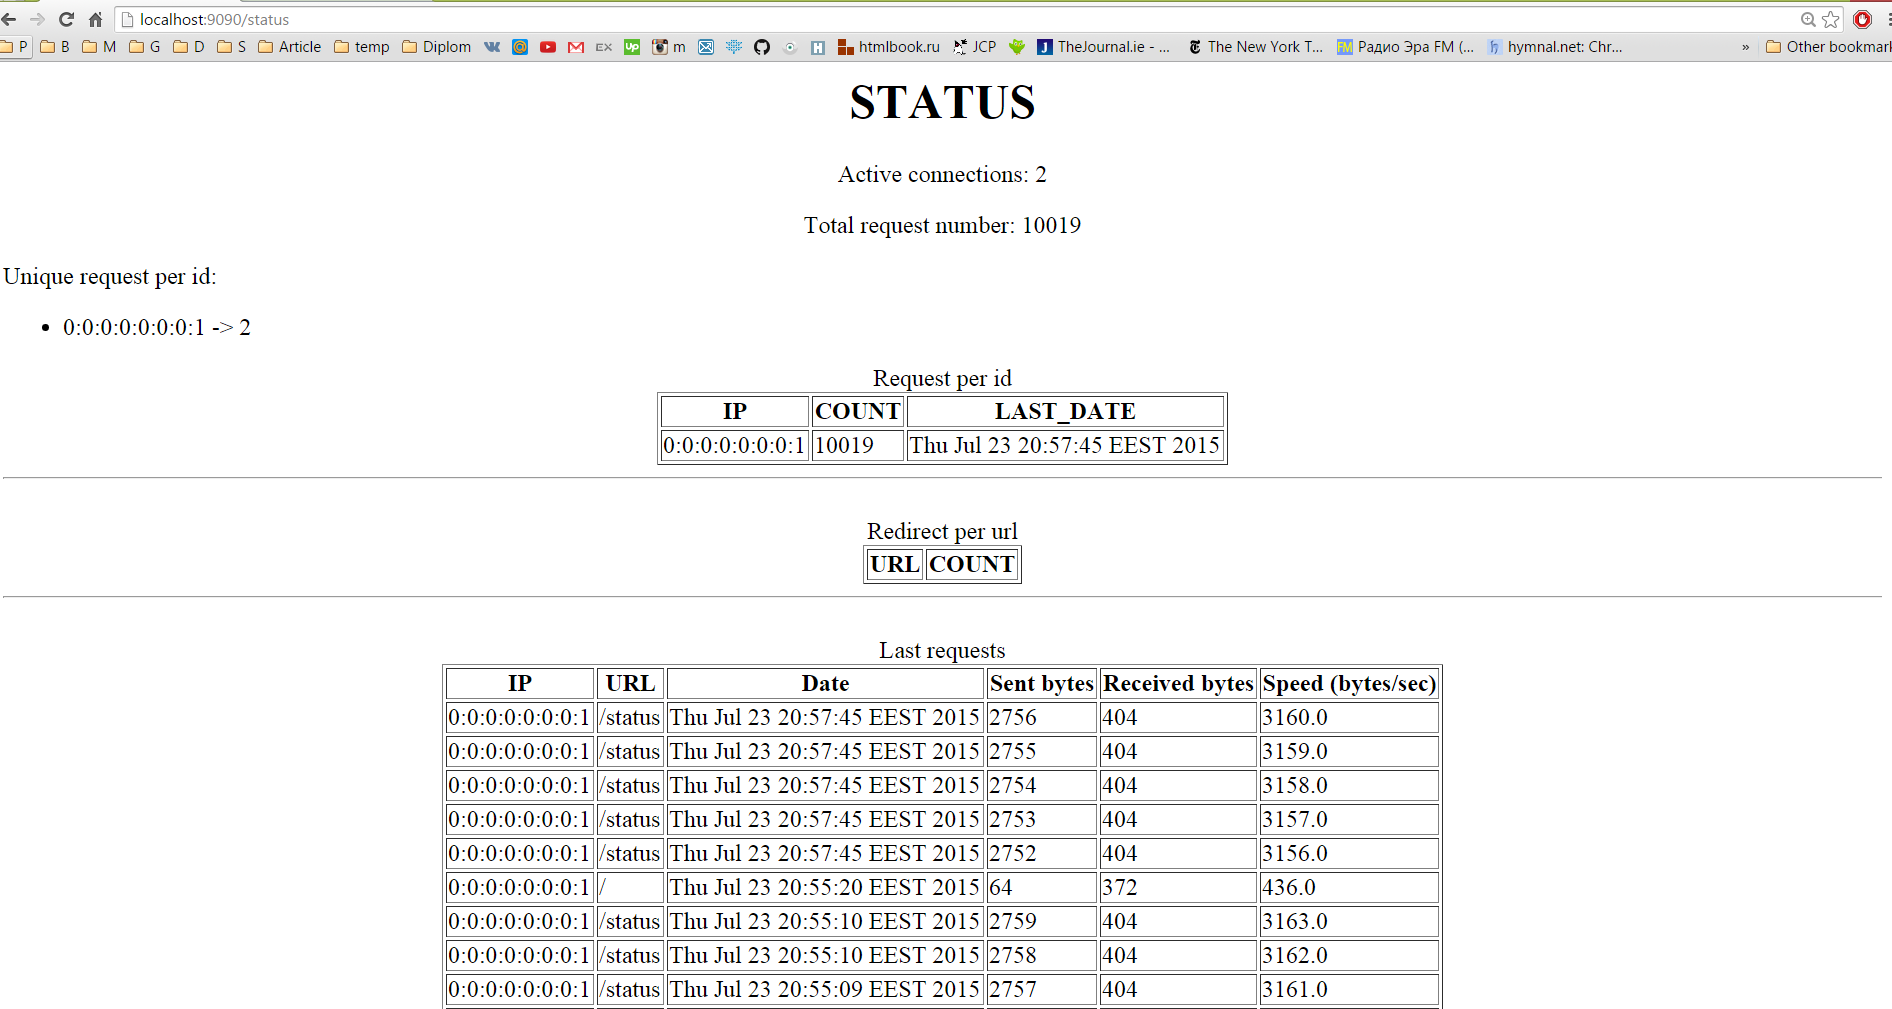 localhost:9090/status
P B M G D S Article temp Diplom EX Up m H htmlbook.ru JCP J TheJournal.ie - ... The New York T... FM Радио Эра FM (... hymnal.net: Chr... » Other bookmark
STATUS
Active connections: 2
Total request number: 10019
Unique request per id:
• 0:0:0:0:0:0:0:1 -> 2
Request per id
IP COUNT LAST_DATE
0:0:0:0:0:0:0:1 10019 Thu Jul 23 20:57:45 EEST 2015
Redirect per url
URL COUNT
Last requests
IP URL Date Sent bytes Received bytes Speed (bytes/sec)
0:0:0:0:0:0:0:1 /status Thu Jul 23 20:57:45 EEST 2015 2756 404 3160.0
0:0:0:0:0:0:0:1 /status Thu Jul 23 20:57:45 EEST 2015 2755 404 3159.0
0:0:0:0:0:0:0:1 /status Thu Jul 23 20:57:45 EEST 2015 2754 404 3158.0
0:0:0:0:0:0:0:1 /status Thu Jul 23 20:57:45 EEST 2015 2753 404 3157.0
0:0:0:0:0:0:0:1 /status Thu Jul 23 20:57:45 EEST 2015 2752 404 3156.0
0:0:0:0:0:0:0:1 / Thu Jul 23 20:55:20 EEST 2015 64 372 436.0
0:0:0:0:0:0:0:1 /status Thu Jul 23 20:55:10 EEST 2015 2759 404 3163.0
0:0:0:0:0:0:0:1 /status Thu Jul 23 20:55:10 EEST 2015 2758 404 3162.0
0:0:0:0:0:0:0:1 /status Thu Jul 23 20:55:09 EEST 2015 2757 404 3161.0